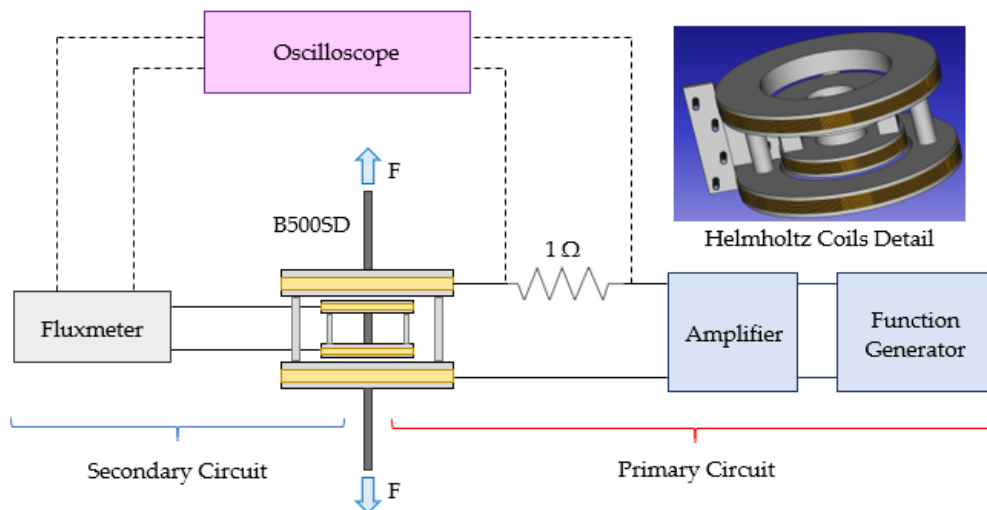 Oscilloscope
F
B500SD
Helmholtz Coils Detail
1 Ω
Fluxmeter
Amplifier
Function
Generator
Secondary Circuit
Primary Circuit
F